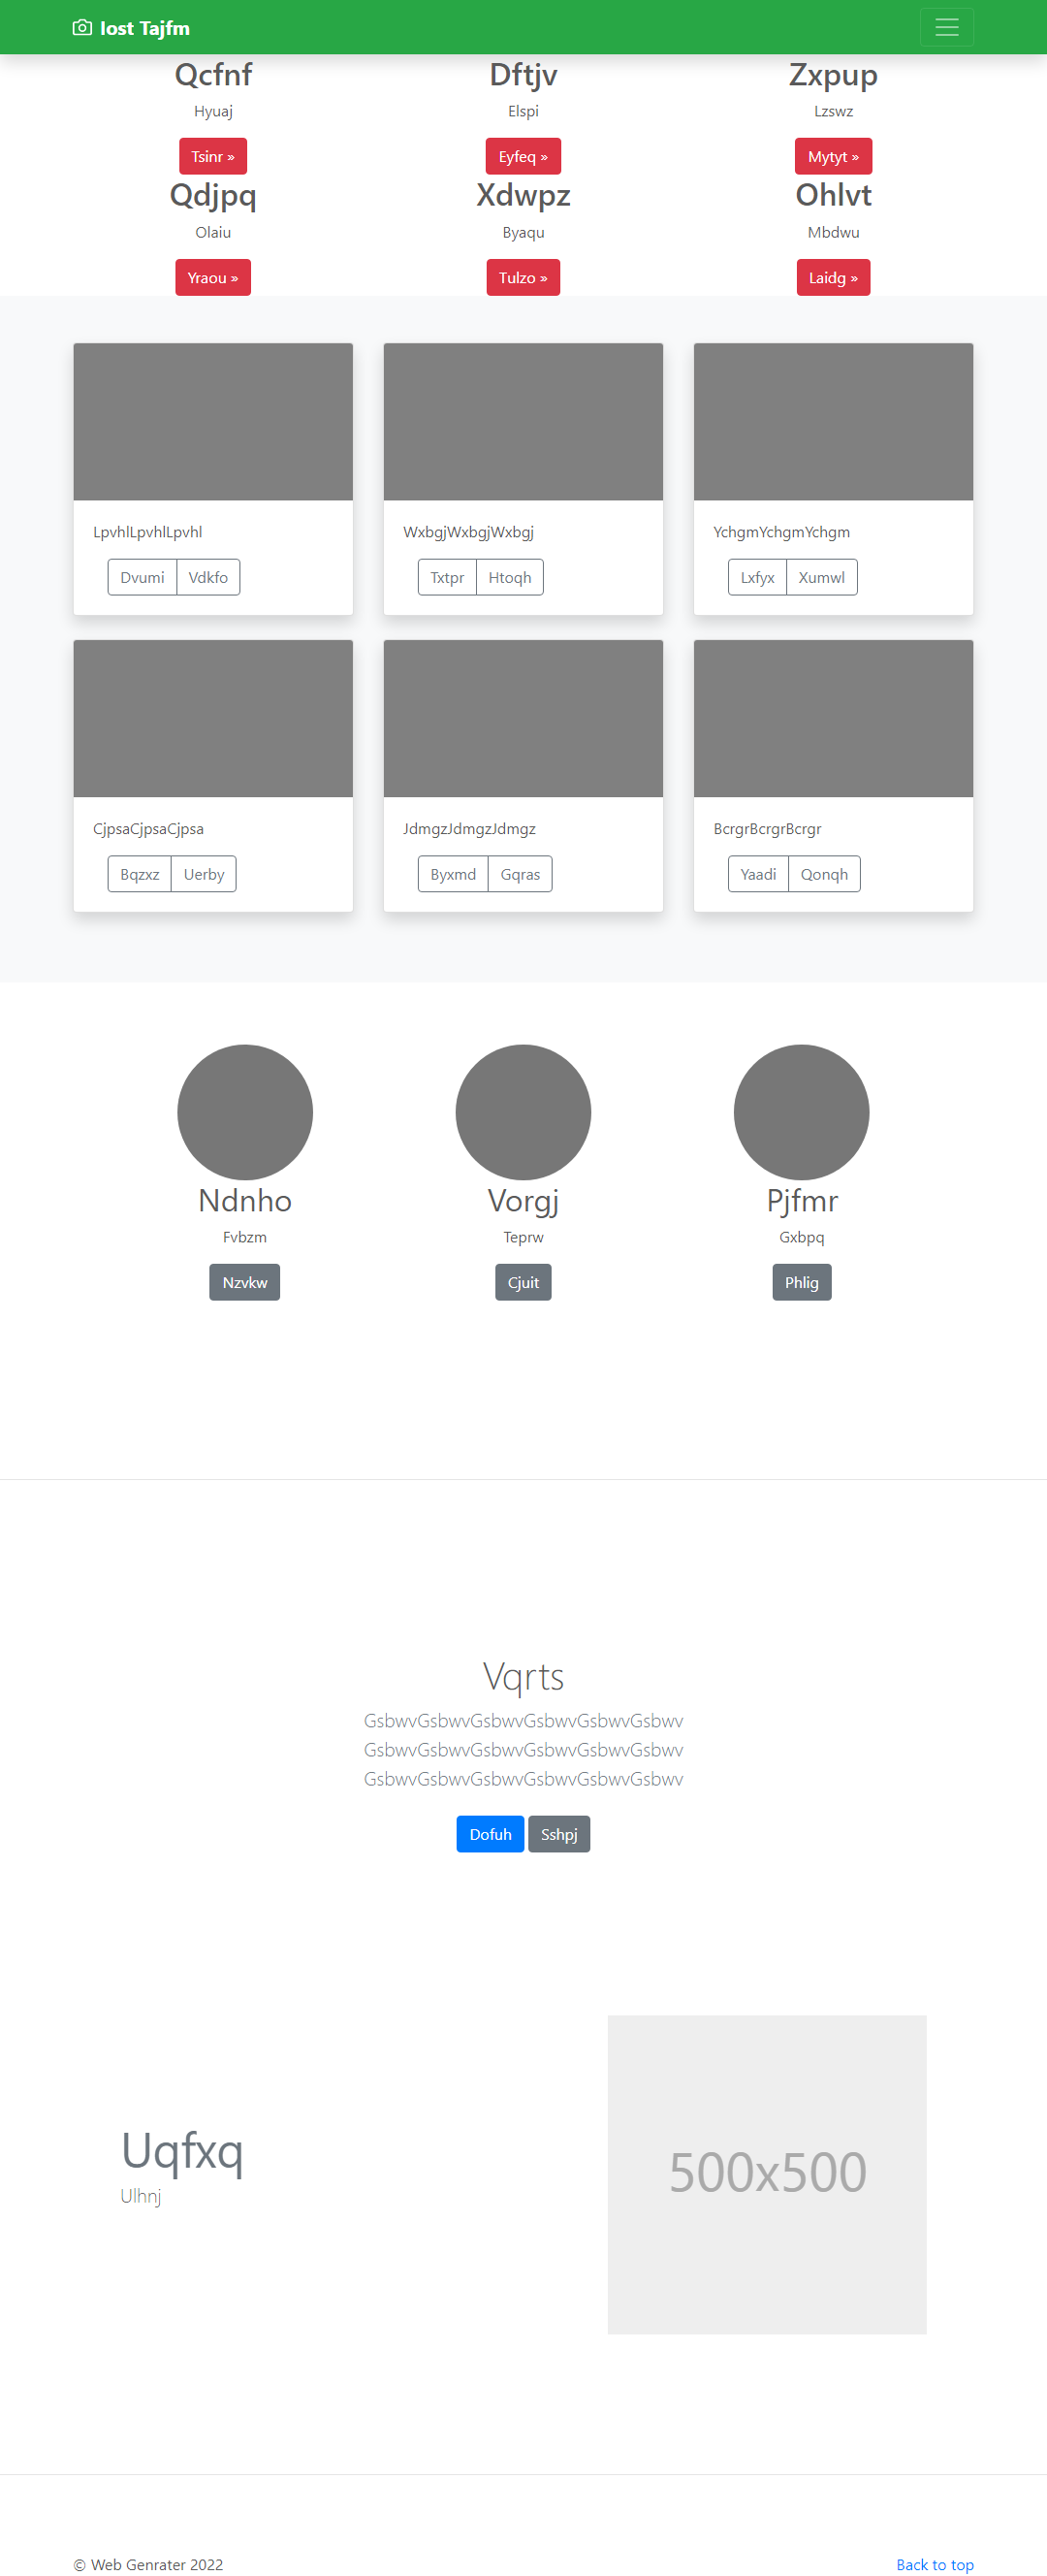 lost Tajfm
Qcfnf Dftjv Zxpup
Hyuaj Elspi Lzswz
Tsinr » Eyfeq » Mytyt »
Qdjpq Xdwpz Ohlvt
Olaiu Byaqu Mbdwu
Yraou » Tulzo » Laidg »
LpvhlLpvhlLpvhl WxbgjWxbgjWxbgj YchgmYchgmYchgm
Dvumi Vdkfo Txtpr Htoqh Lxfyx Xumwl
CjpsaCjpsaCjpsa JdmgzJdmgzJdmgz BcrgrBcrgrBcrgr
Bqzxz Uerby Byxmd Gqras Yaadi Qonqh
Ndnho Vorgj Pjfmr
Fvbzm Teprw Gxbpq
Nzvkw Cjuit Phlig
Vqrts
GsbwvGsbwvGsbwvGsbwvGsbwvGsbwv
GsbwvGsbwvGsbwvGsbwvGsbwvGsbwv
GsbwvGsbwvGsbwvGsbwvGsbwvGsbwv
Dofuh Sshpj
Uqfxq
Ulhnj
500x500
© Web Genrater 2022 Back to top